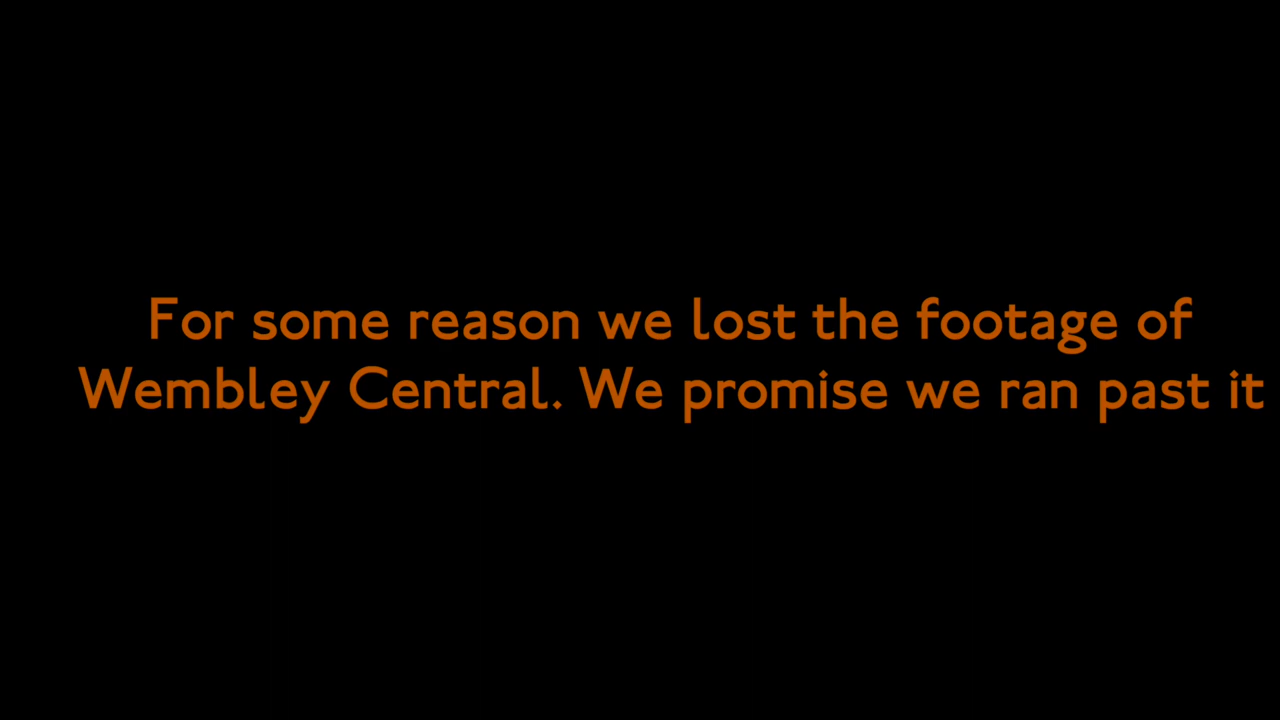 For some reason we lost the footage of
Wembley Central. We promise we ran past it